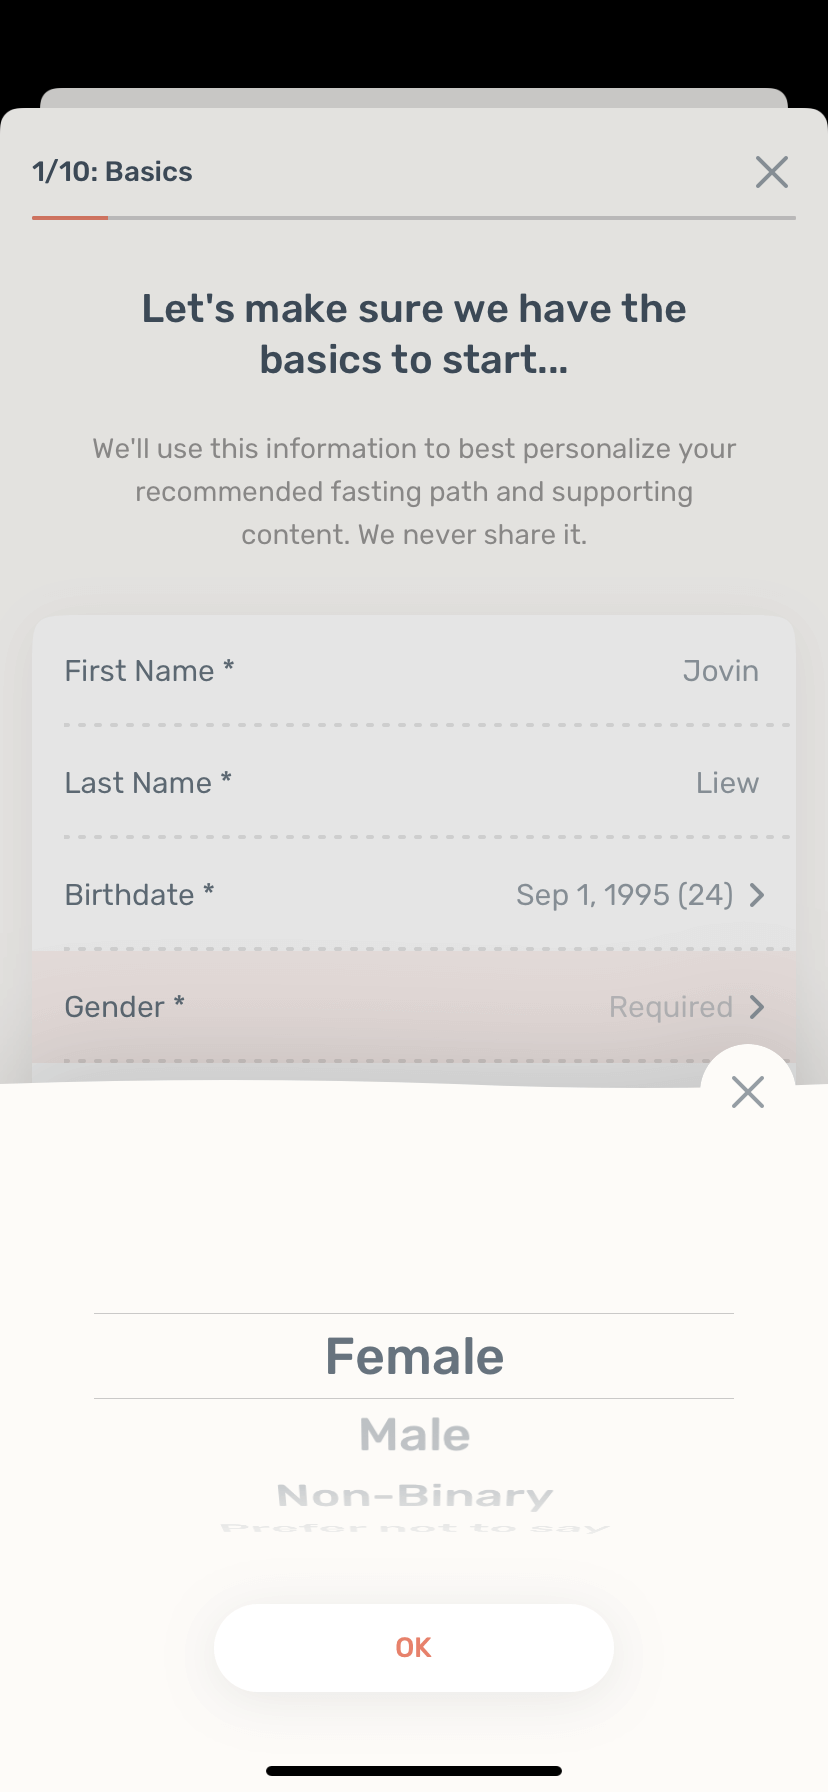 1/10: Basics
Let's make sure we have the
basics to start...
We'll use this information to best personalize your
recommended fasting path and supporting
content. We never share it.
First Name * Jovin
Last Name * Liew
Birthdate * Sep 1, 1995 (24)
Gender * Required
Female
Male
Non-Binary
Prefer not to say
OK